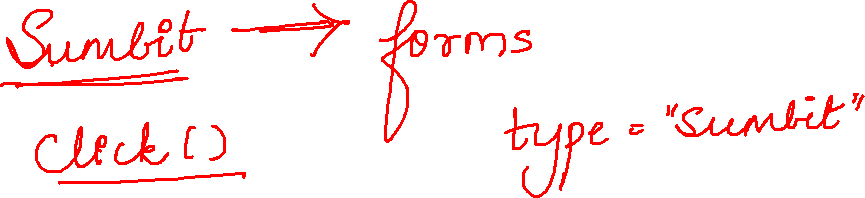 Sumbit → forms
click() type = "Sumbit"